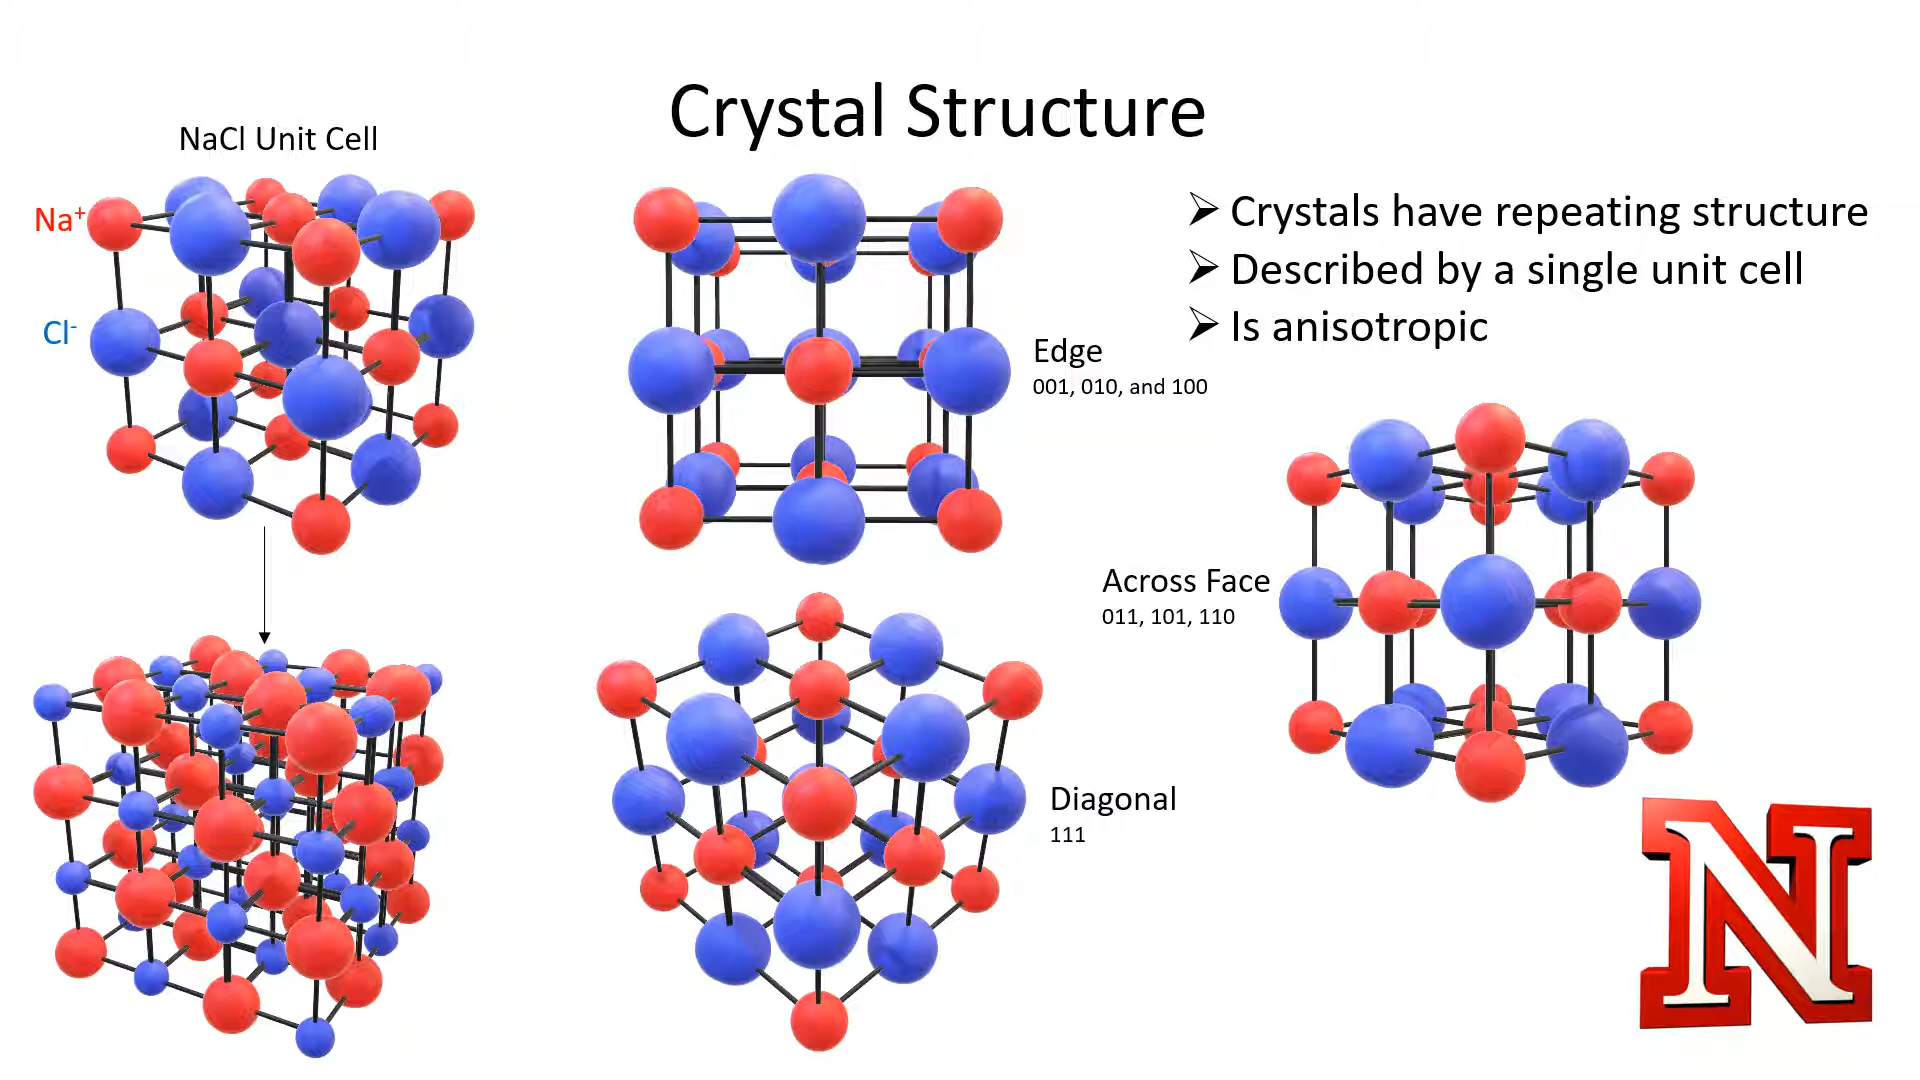 Crystal Structure
NaCl Unit Cell
Na⁺
Cl⁻
➢ Crystals have repeating structure
➢ Described by a single unit cell
➢ Is anisotropic
Edge
001, 010, and 100
Across Face
011, 101, 110
Diagonal
111
N